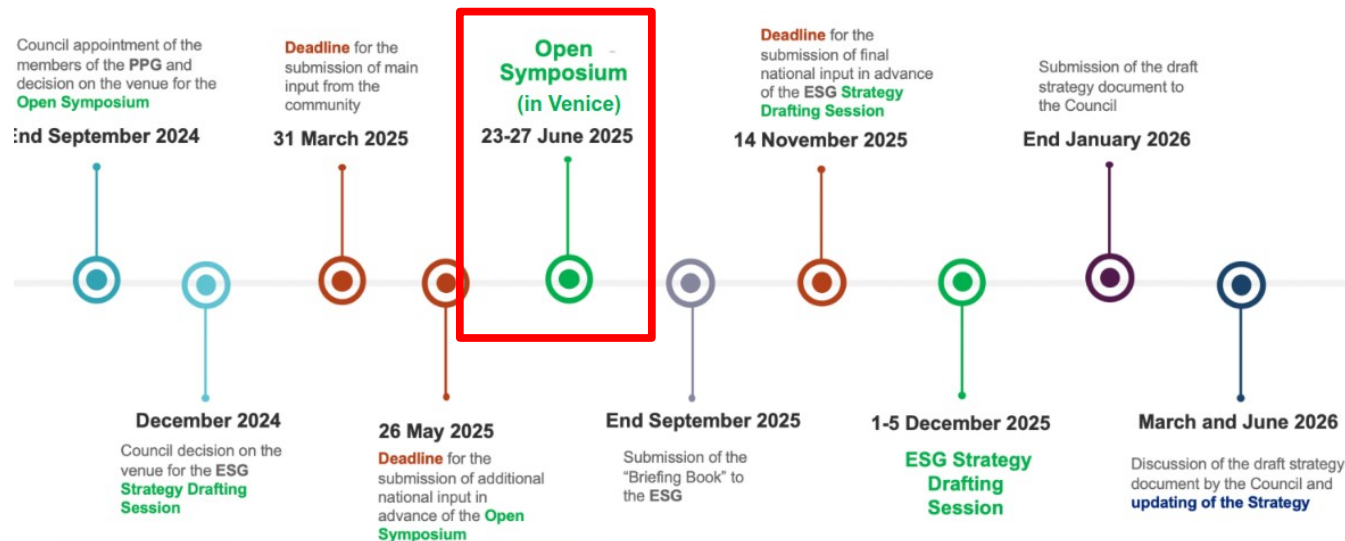 Council appointment of the
members of the PPG and
decision on the venue for the
Open Symposium
End September 2024
Deadline for the
submission of main
input from the
community
31 March 2025
Open
Symposium
(in Venice)
23-27 June 2025
Deadline for the
submission of final
national input in advance
of the ESG Strategy
Drafting Session
14 November 2025
Submission of the draft
strategy document to
the Council
End January 2026
December 2024
Council decision on the
venue for the ESG
Strategy Drafting
Session
26 May 2025
Deadline for the
submission of additional
national input in
advance of the Open
Symposium
End September 2025
Submission of the
“Briefing Book” to
the ESG
1-5 December 2025
ESG Strategy
Drafting
Session
March and June 2026
Discussion of the draft strategy
document by the Council and
updating of the Strategy